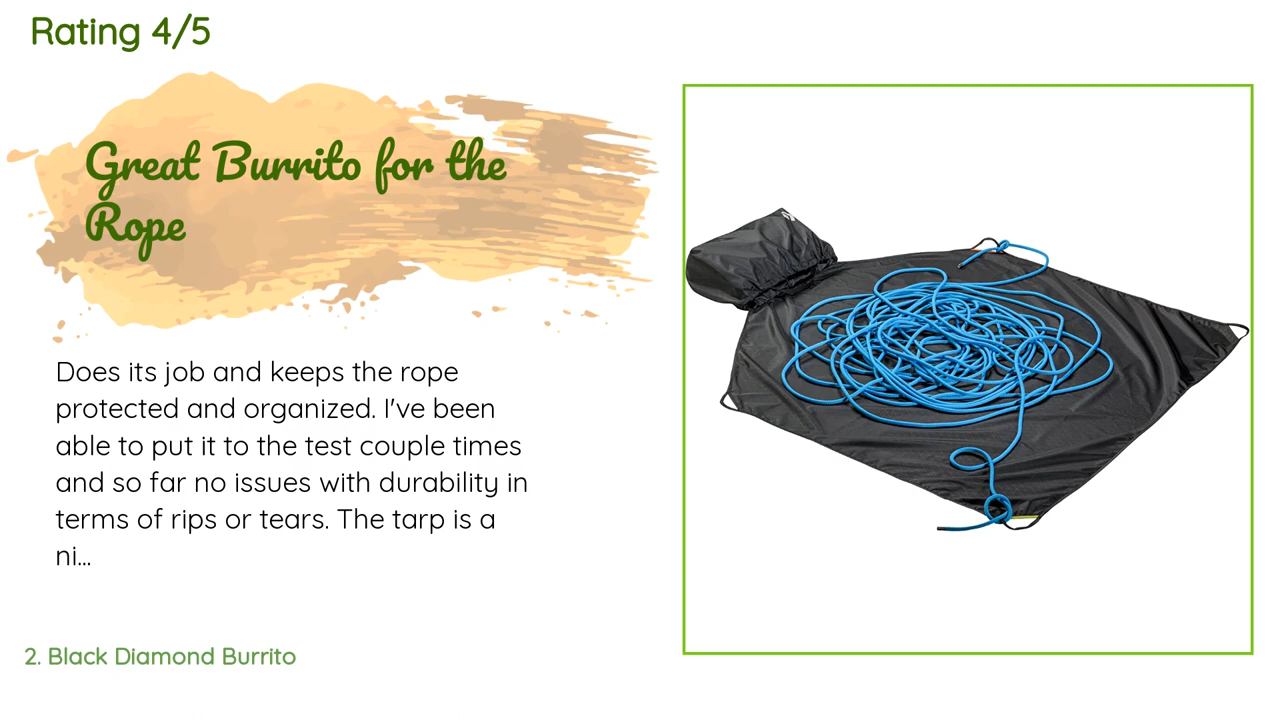 Rating 4/5
Great Burrito for the
Rope
Does its job and keeps the rope
protected and organized. I've been
able to put it to the test couple times
and so far no issues with durability in
terms of rips or tears. The tarp is a
ni...
2. Black Diamond Burrito